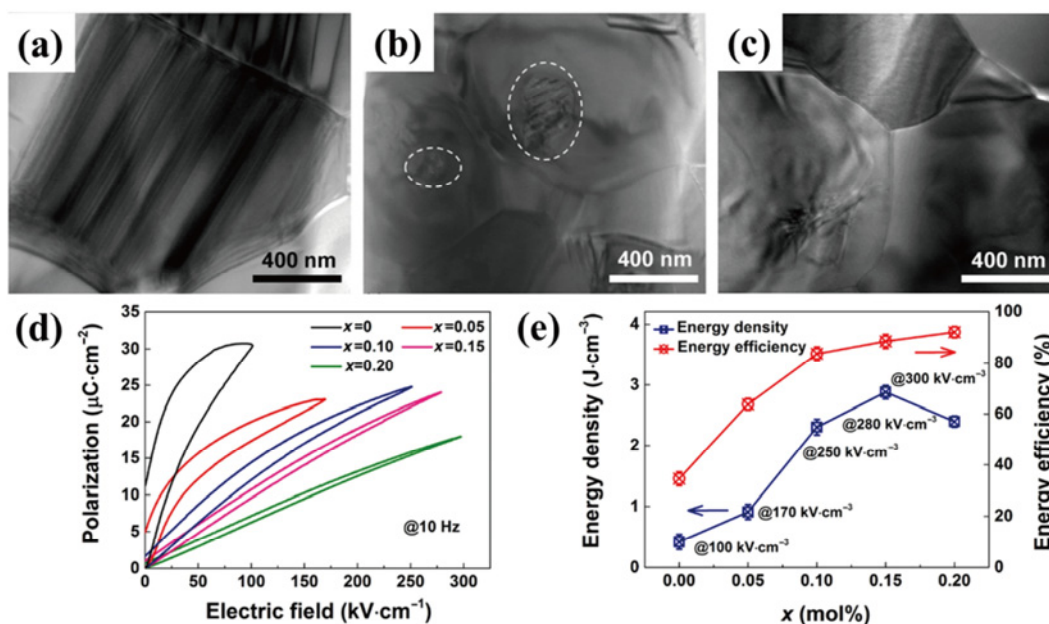 (a)
400 nm
(b)
400 nm
(c)
400 nm
(d)
35
30
25
20
15
10
5
0
Polarization (μC·cm⁻²)
x=0 x=0.05
x=0.10 x=0.15
x=0.20
@10 Hz
0 50 100 150 200 250 300
Electric field (kV·cm⁻¹)
(e)
4
3
2
1
0
Energy density (J·cm⁻³)
Energy density
Energy efficiency
@300 kV·cm⁻³
@280 kV·cm⁻³
@250 kV·cm⁻³
@170 kV·cm⁻³
@100 kV·cm⁻³
100
80
60
40
20
0
Energy efficiency (%)
0.00 0.05 0.10 0.15 0.20
x (mol%)